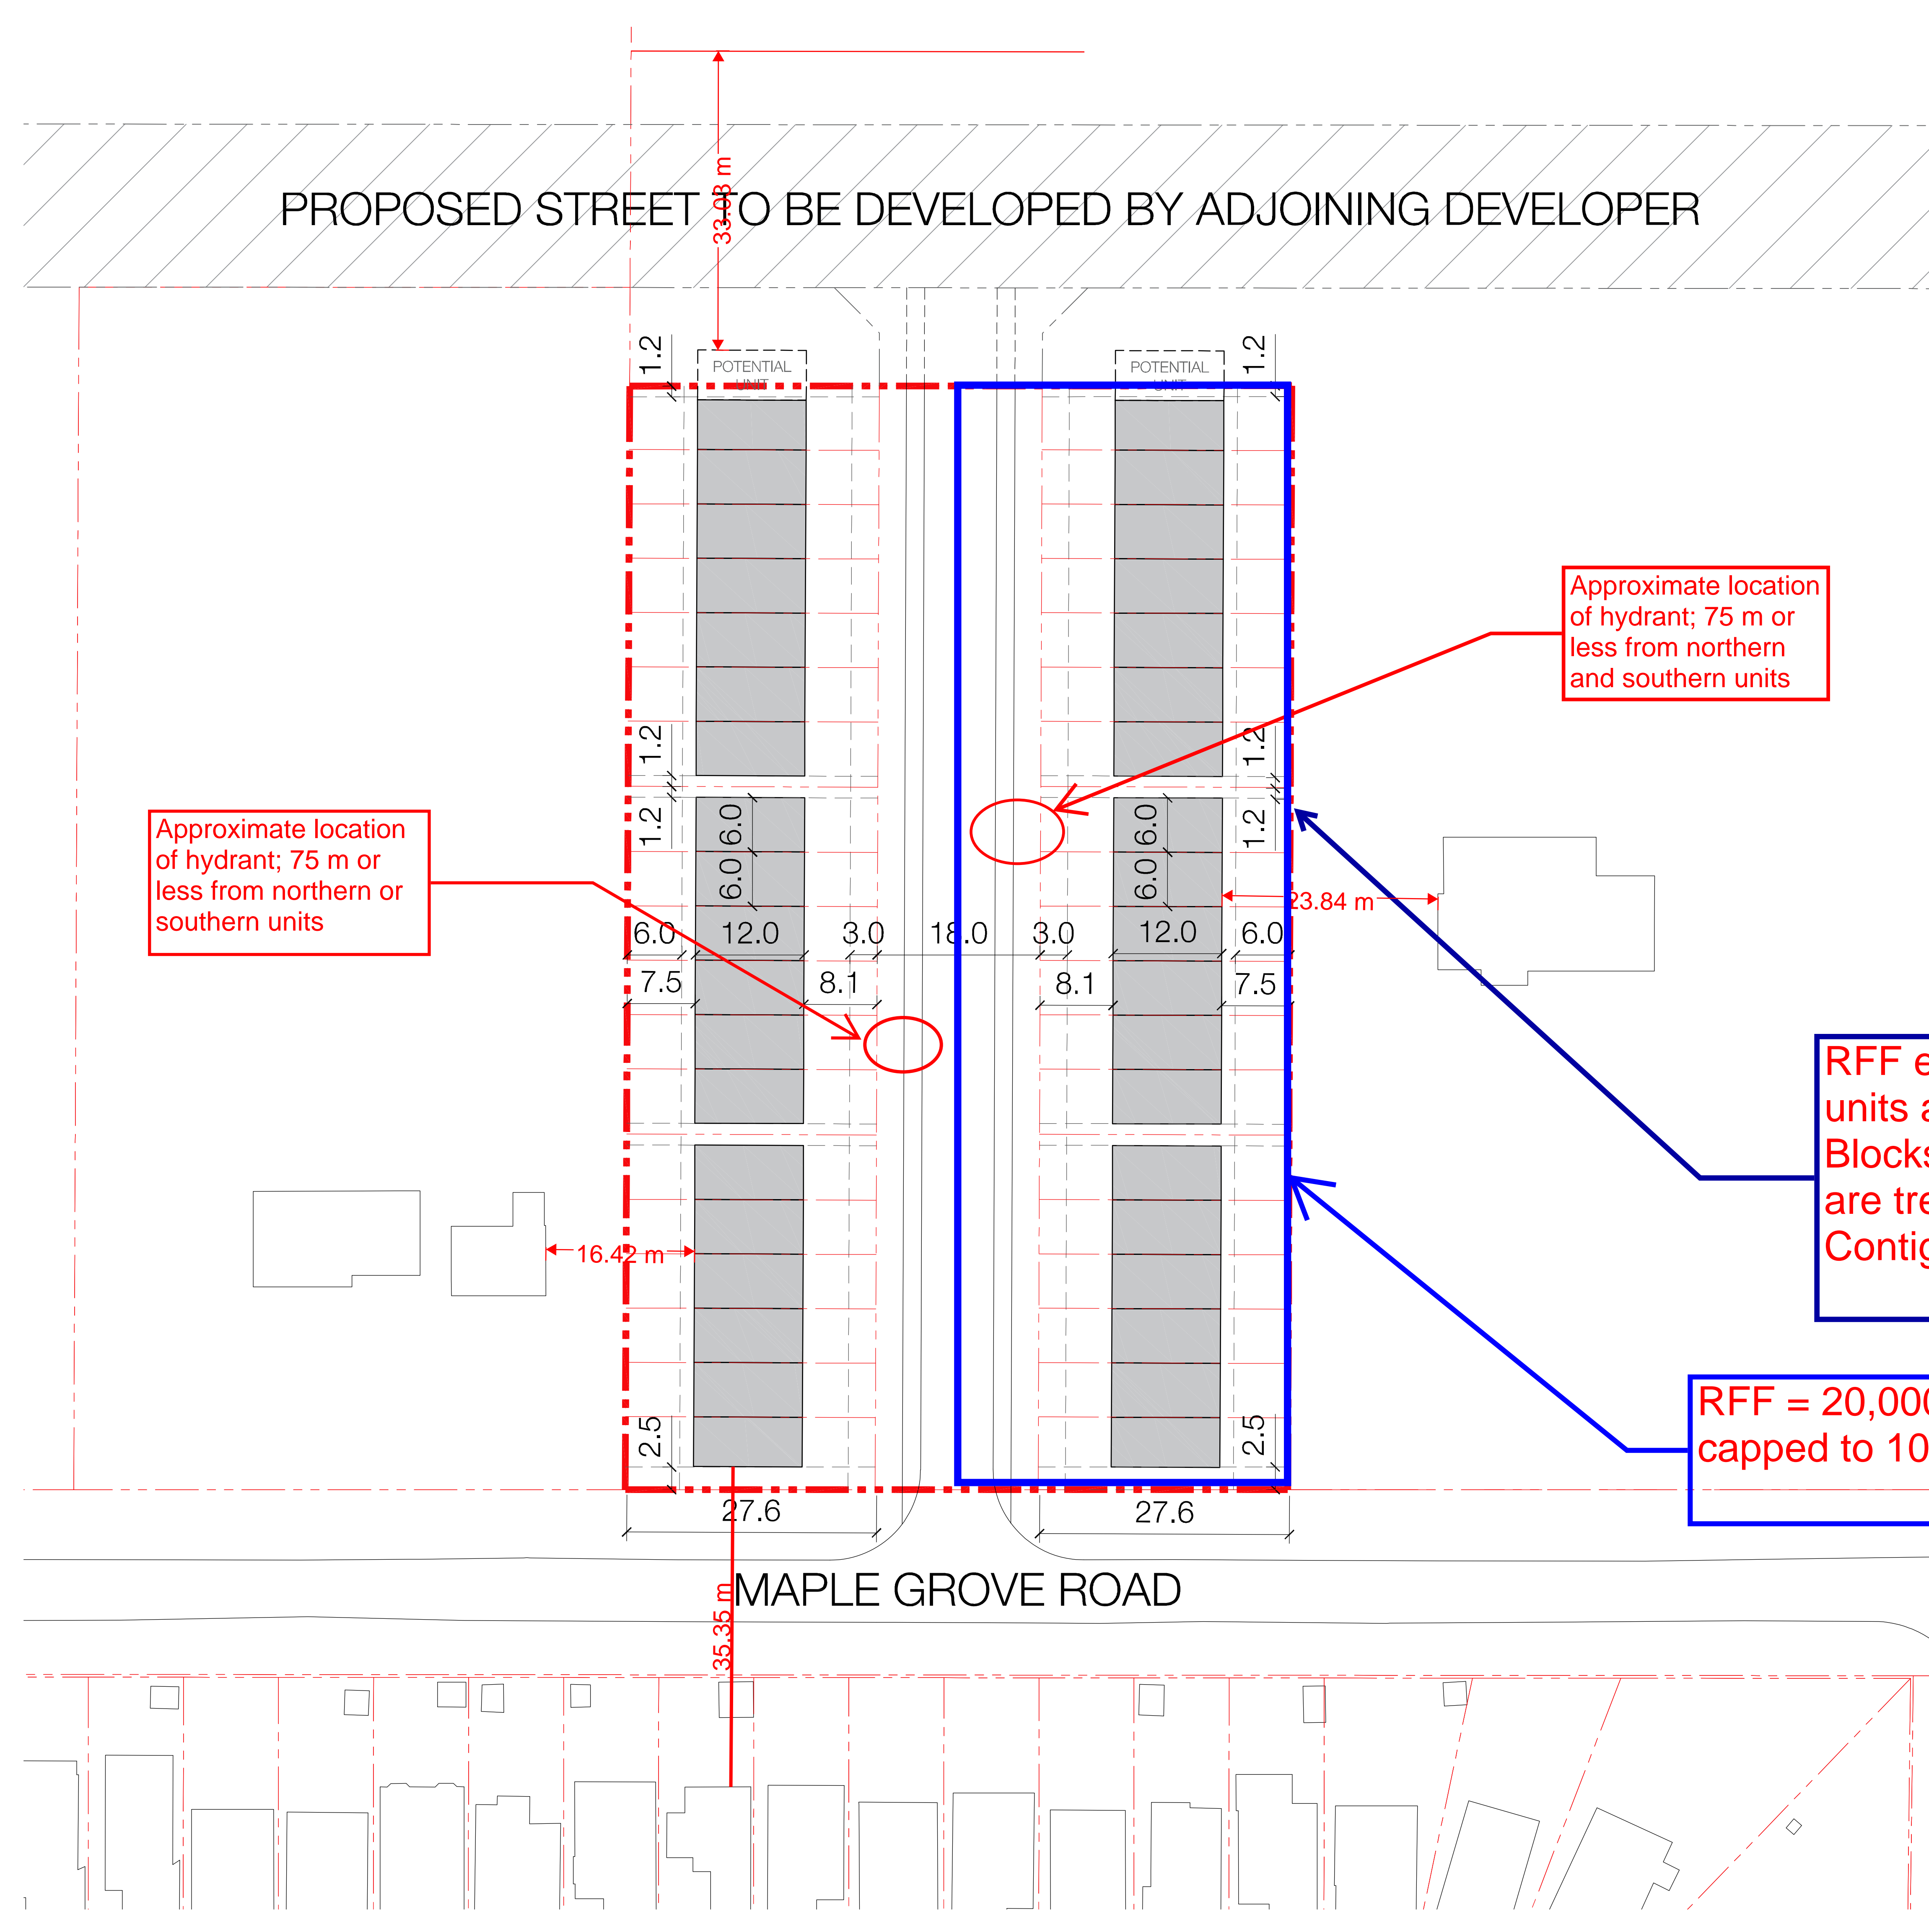 33.03 m
PROPOSED STREET TO BE DEVELOPED BY ADJOINING DEVELOPER
1.2
POTENTIAL
UNIT
POTENTIAL
UNIT
1.2
Approximate location
of hydrant; 75 m or
less from northern
and southern units
1.2
1.2
1.2
1.2
Approximate location
of hydrant; 75 m or
less from northern or
southern units
6.0
6.0
6.0
6.0
23.84 m
6.0
12.0
3.0
18.0
3.0
12.0
6.0
7.5
8.1
8.1
7.5
RFF
units
Blocks
are
16.42 m
RFF = 20,000
capped to 10
2.5
2.5
27.6
27.6
MAPLE GROVE ROAD
35.35 m